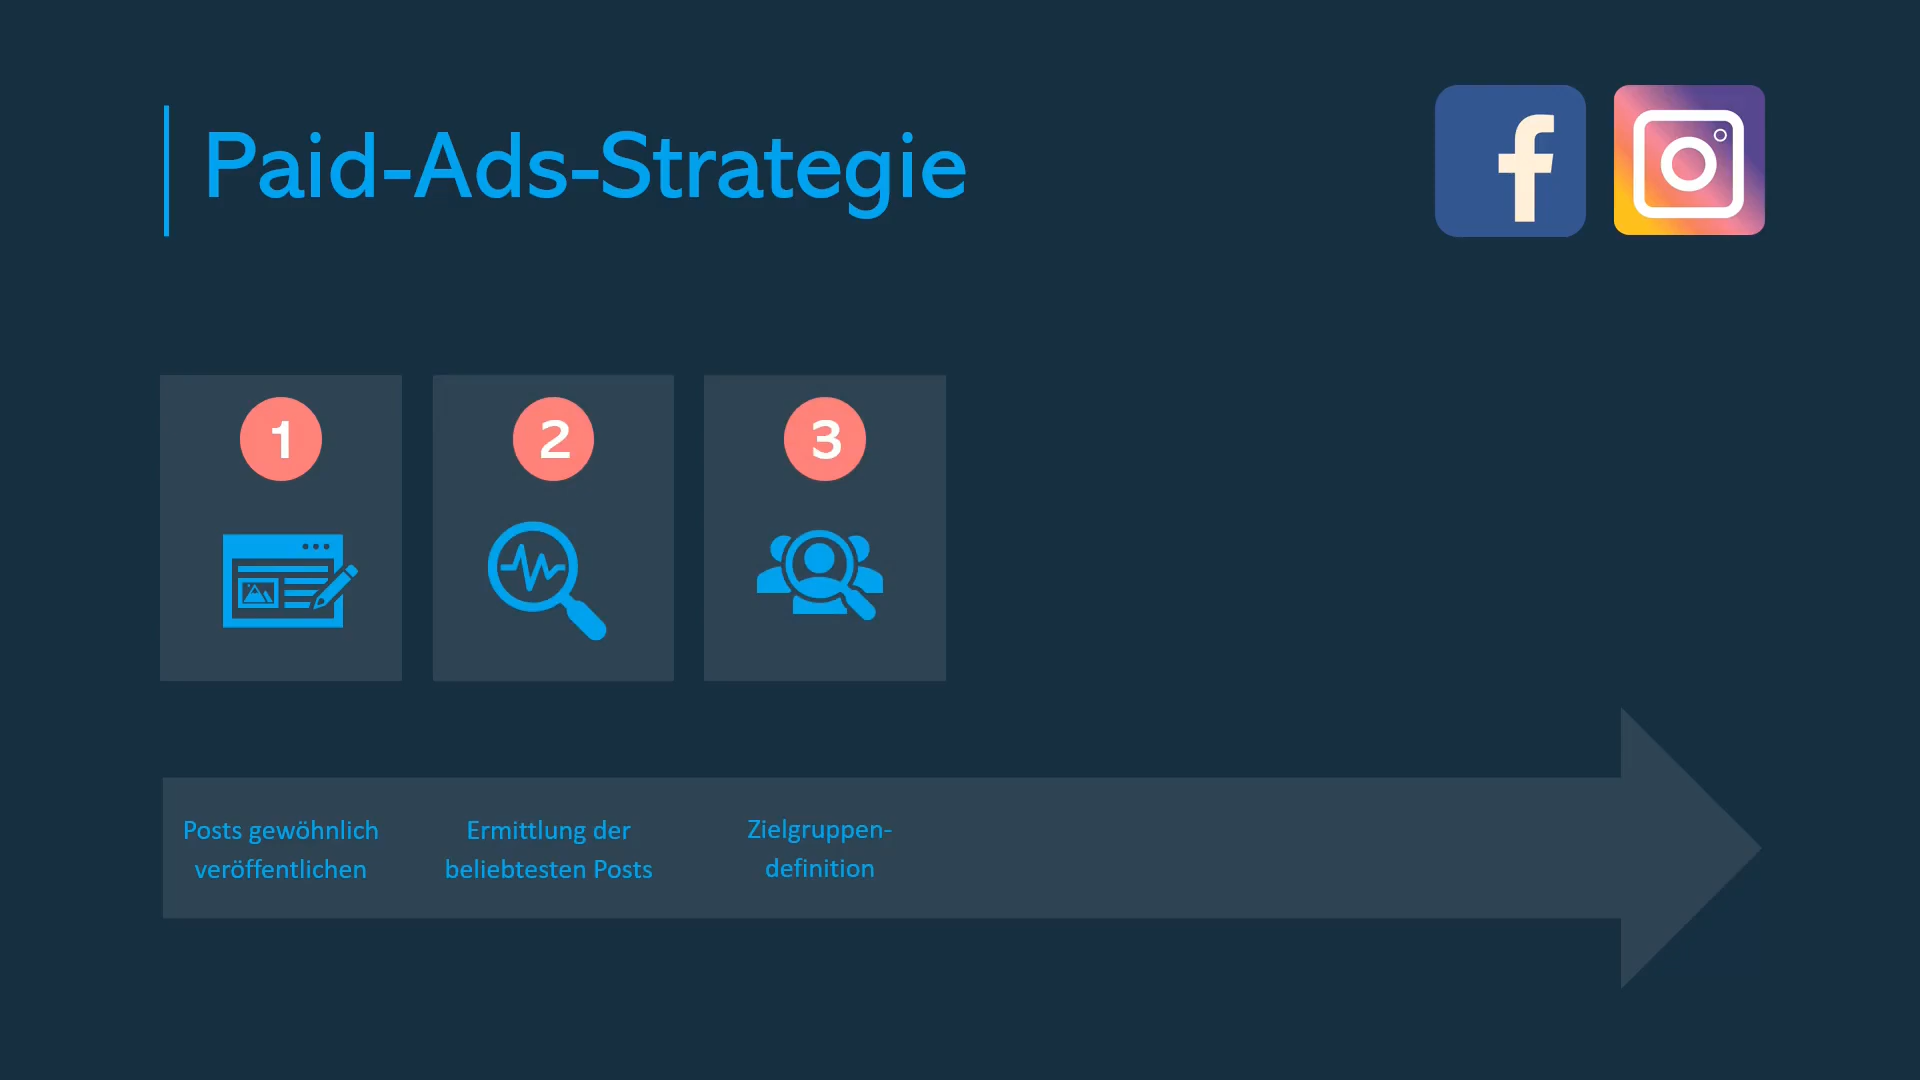 Paid-Ads-Strategie
f
1
2
3
Posts gewöhnlich
veröffentlichen
Ermittlung der
beliebtesten Posts
Zielgruppen-
definition